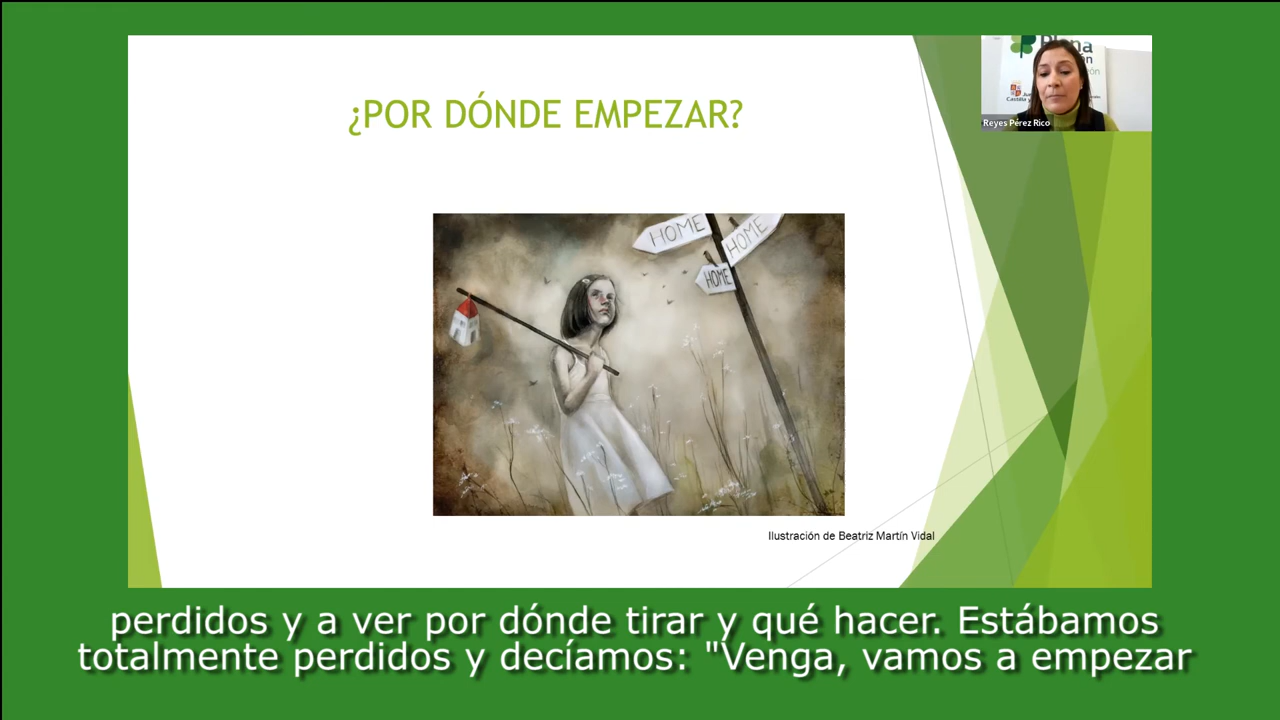 ¿POR DÓNDE EMPEZAR?
HOME
HOME
HOME
Ilustración de Beatriz Martín Vidal
Reyes Pérez Rico
perdidos y a ver por dónde tirar y qué hacer. Estábamos
totalmente perdidos y decíamos: "Venga, vamos a empezar